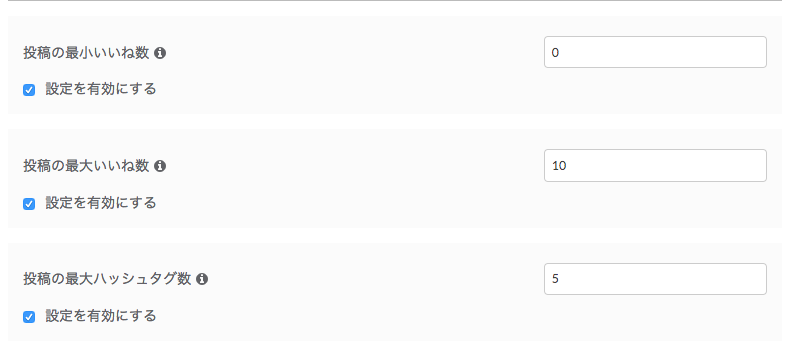 投稿の最小いいね数
0
設定を有効にする
投稿の最大いいね数
10
設定を有効にする
投稿の最大ハッシュタグ数
5
設定を有効にする